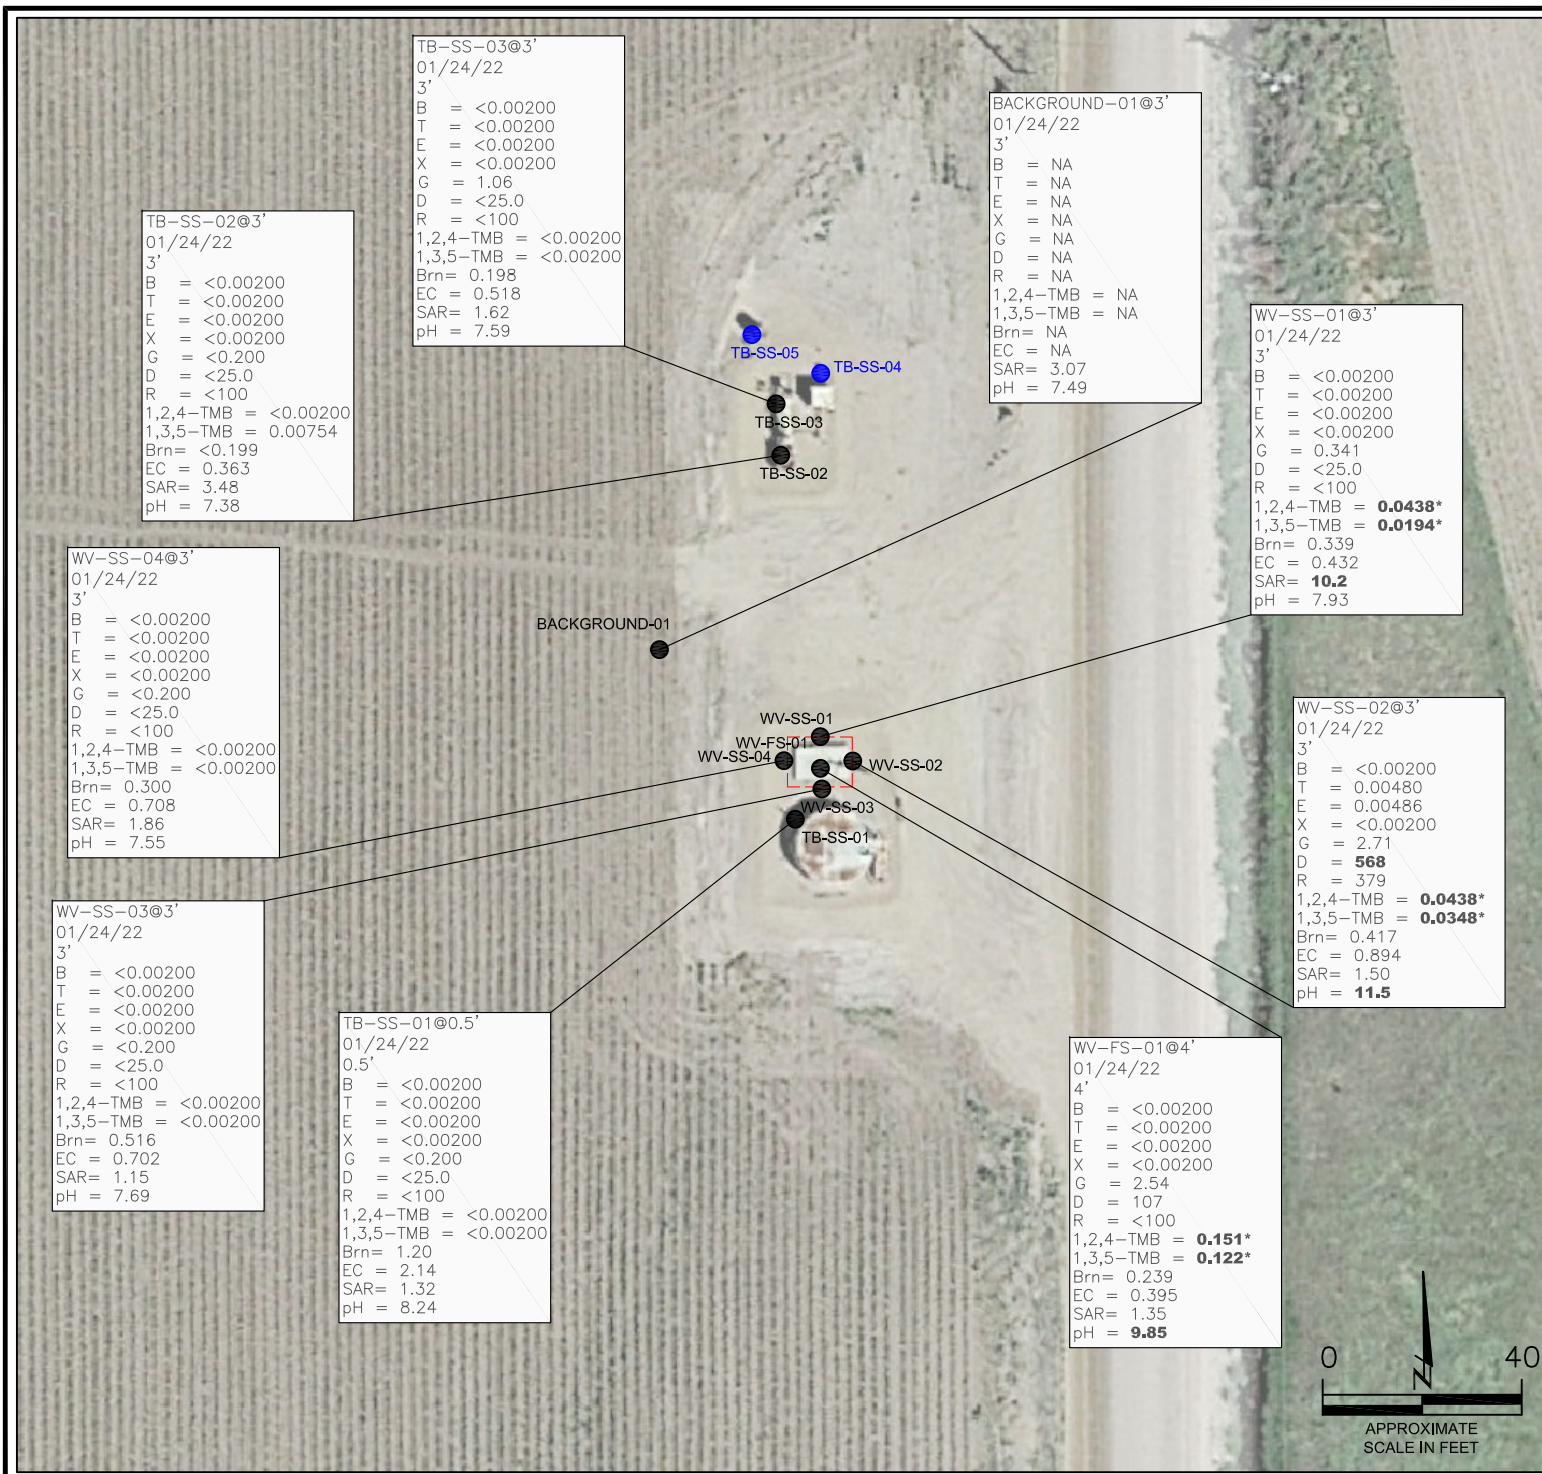 TB-SS-03@3'
01/24/22
3'
B = <0.00200
T = <0.00200
E = <0.00200
X = <0.00200
G = 1.06
D = <25.0
R = <100
1,2,4-TMB = <0.00200
1,3,5-TMB = <0.00200
Brn= 0.198
EC = 0.518
SAR= 1.62
pH = 7.59
BACKGROUND-01@3'
01/24/22
3'
B = NA
T = NA
E = NA
X = NA
G = NA
D = NA
R = NA
1,2,4-TMB = NA
1,3,5-TMB = NA
Brn= NA
EC = NA
SAR= 3.07
pH = 7.49
TB-SS-02@3'
01/24/22
3'
B = <0.00200
T = <0.00200
E = <0.00200
X = <0.00200
G = <0.200
D = <25.0
R = <100
1,2,4-TMB = <0.00200
1,3,5-TMB = 0.00754
Brn= <0.199
EC = 0.363
SAR= 3.48
pH = 7.38
WV-SS-01@3'
01/24/22
3'
B = <0.00200
T = <0.00200
E = <0.00200
X = <0.00200
G = 0.341
D = <25.0
R = <100
1,2,4-TMB = 0.0438*
1,3,5-TMB = 0.0194*
Brn= 0.339
EC = 0.432
SAR= 10.2
pH = 7.93
TB-SS-05
TB-SS-04
TB-SS-03
TB-SS-02
WV-SS-04@3'
01/24/22
3'
B = <0.00200
T = <0.00200
E = <0.00200
X = <0.00200
G = <0.200
D = <25.0
R = <100
1,2,4-TMB = <0.00200
1,3,5-TMB = <0.00200
Brn= 0.300
EC = 0.708
SAR= 1.86
pH = 7.55
BACKGROUND-01
WV-SS-01
WV-FS-01
WV-SS-04
WV-SS-02
WV-SS-03
TB-SS-01
WV-SS-02@3'
01/24/22
3'
B = <0.00200
T = 0.00480
E = 0.00486
X = <0.00200
G = 2.71
D = 568
R = 379
1,2,4-TMB = 0.0438*
1,3,5-TMB = 0.0348*
Brn= 0.417
EC = 0.894
SAR= 1.50
pH = 11.5
WV-SS-03@3'
01/24/22
3'
B = <0.00200
T = <0.00200
E = <0.00200
X = <0.00200
G = <0.200
D = <25.0
R = <100
1,2,4-TMB = <0.00200
1,3,5-TMB = <0.00200
Brn= 0.516
EC = 0.702
SAR= 1.15
pH = 7.69
TB-SS-01@0.5'
01/24/22
0.5'
B = <0.00200
T = <0.00200
E = <0.00200
X = <0.00200
G = <0.200
D = <25.0
R = <100
1,2,4-TMB = <0.00200
1,3,5-TMB = <0.00200
Brn= 1.20
EC = 2.14
SAR= 1.32
pH = 8.24
WV-FS-01@4'
01/24/22
4'
B = <0.00200
T = <0.00200
E = <0.00200
X = <0.00200
G = 2.54
D = 107
R = <100
1,2,4-TMB = 0.151*
1,3,5-TMB = 0.122*
Brn= 0.239
EC = 0.395
SAR= 1.35
pH = 9.85
N
0 40
APPROXIMATE
SCALE IN FEET